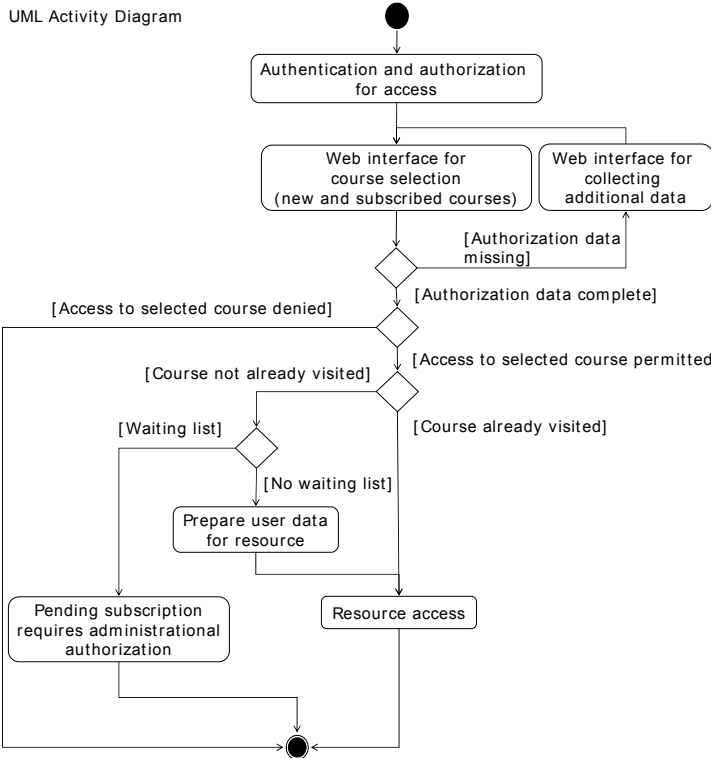 UML Activity Diagram
Authentication and authorization
for access
Web interface for
course selection
(new and subscribed courses)
Web interface for
collecting
additional data
[Authorization data
missing]
[Authorization data complete]
[Access to selected course denied]
[Access to selected course permitted
[Course not already visited]
[Course already visited]
[Waiting list]
[No waiting list]
Prepare user data
for resource
Pending subscription
requires administrational
authorization
Resource access